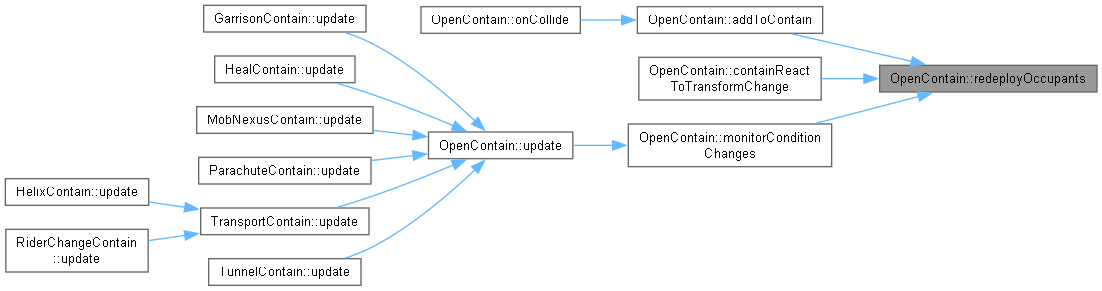 GarrisonContain::update
OpenContain::onCollide
OpenContain::addToContain
HealContain::update
OpenContain::containReact
ToTransformChange
OpenContain::redeployOccupants
MobNexusContain::update
OpenContain::update
OpenContain::monitorCondition
Changes
ParachuteContain::update
HelixContain::update
TransportContain::update
RiderChangeContain
::update
TunnelContain::update